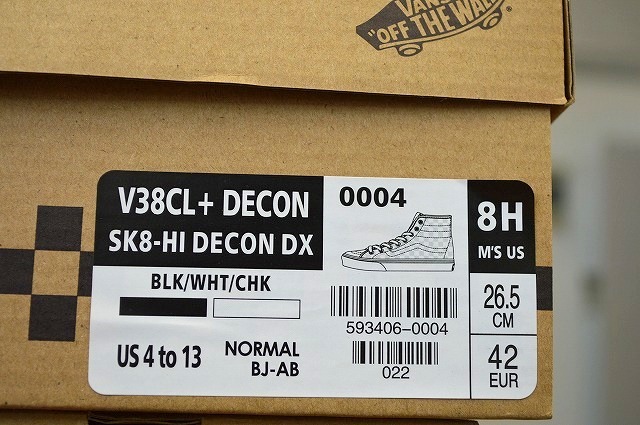 VANS
"OFF THE WALL"
V38CL+ DECON
SK8-HI DECON DX
BLK/WHT/CHK
US 4 to 13
NORMAL
BJ-AB
0004
593406-0004
022
8H
M'S US
26.5
CM
42
EUR